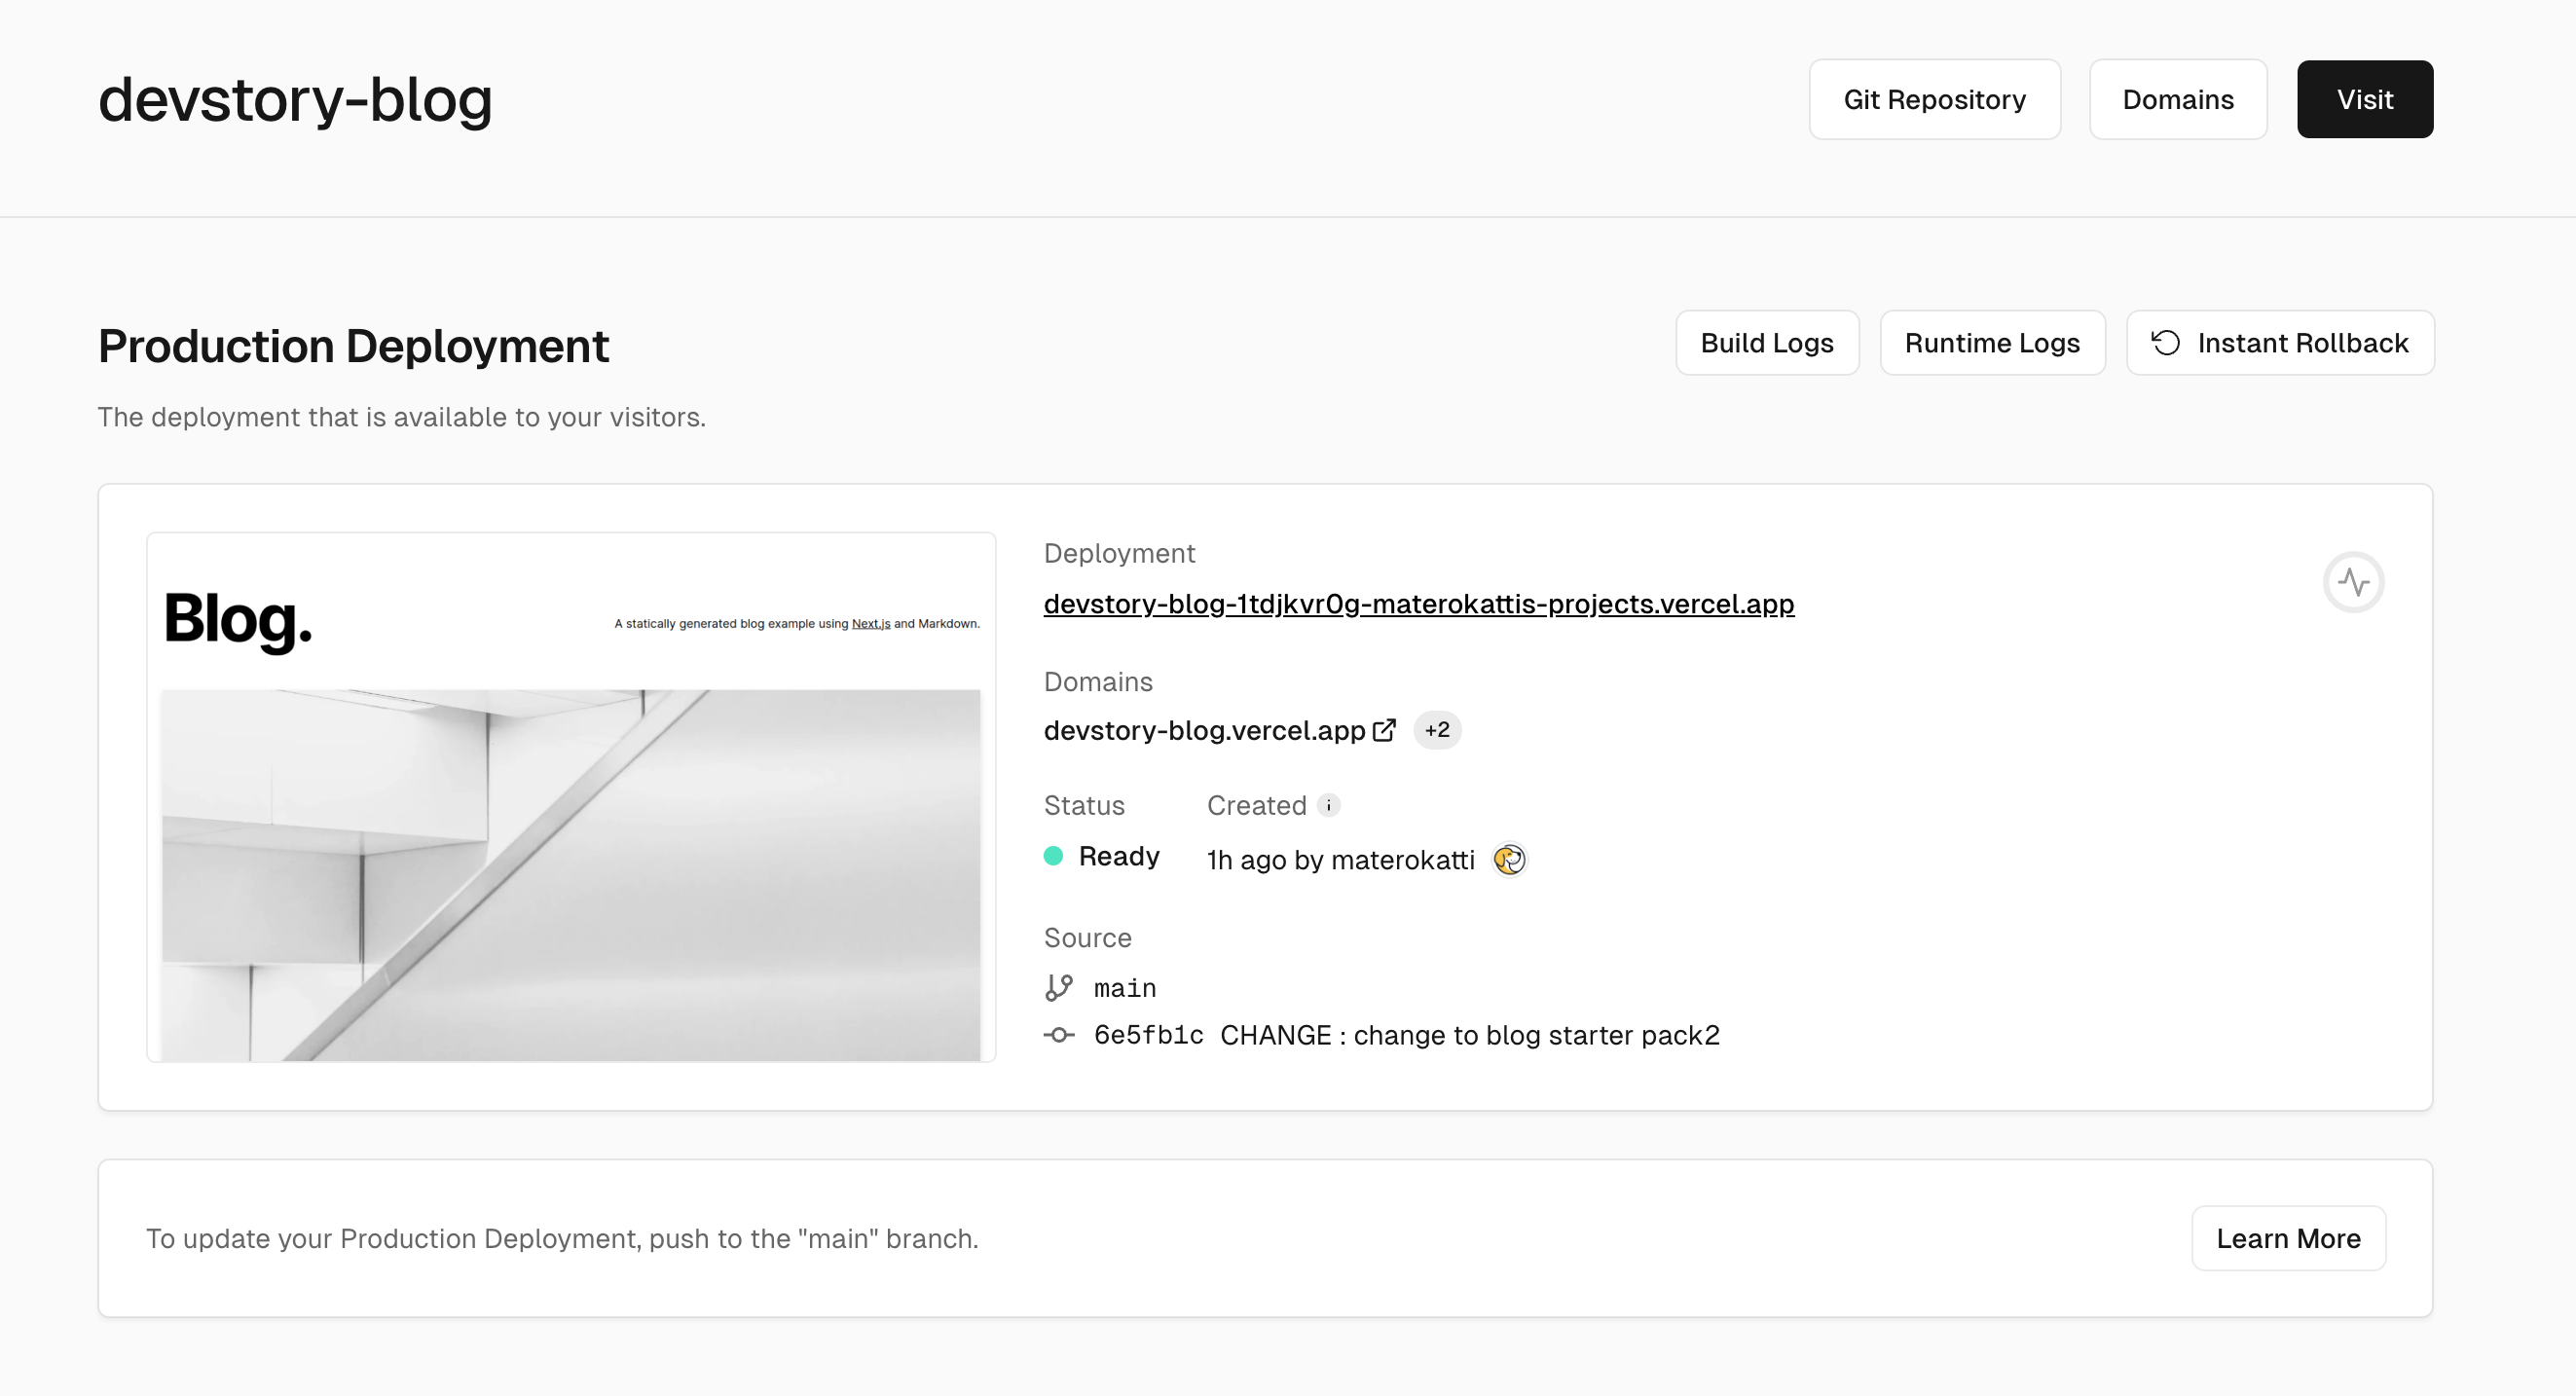 devstory-blog
Git Repository
Domains
Visit
Production Deployment
Build Logs
Runtime Logs
Instant Rollback
The deployment that is available to your visitors.
Blog.
A statically generated blog example using Next.js and Markdown.
Deployment
devstory-blog-1tdjkvr0g-materokattis-projects.vercel.app
Domains
devstory-blog.vercel.app +2
Status
Created i
Ready
1h ago by materokatti
Source
main
6e5fb1c CHANGE : change to blog starter pack2
To update your Production Deployment, push to the "main" branch.
Learn More